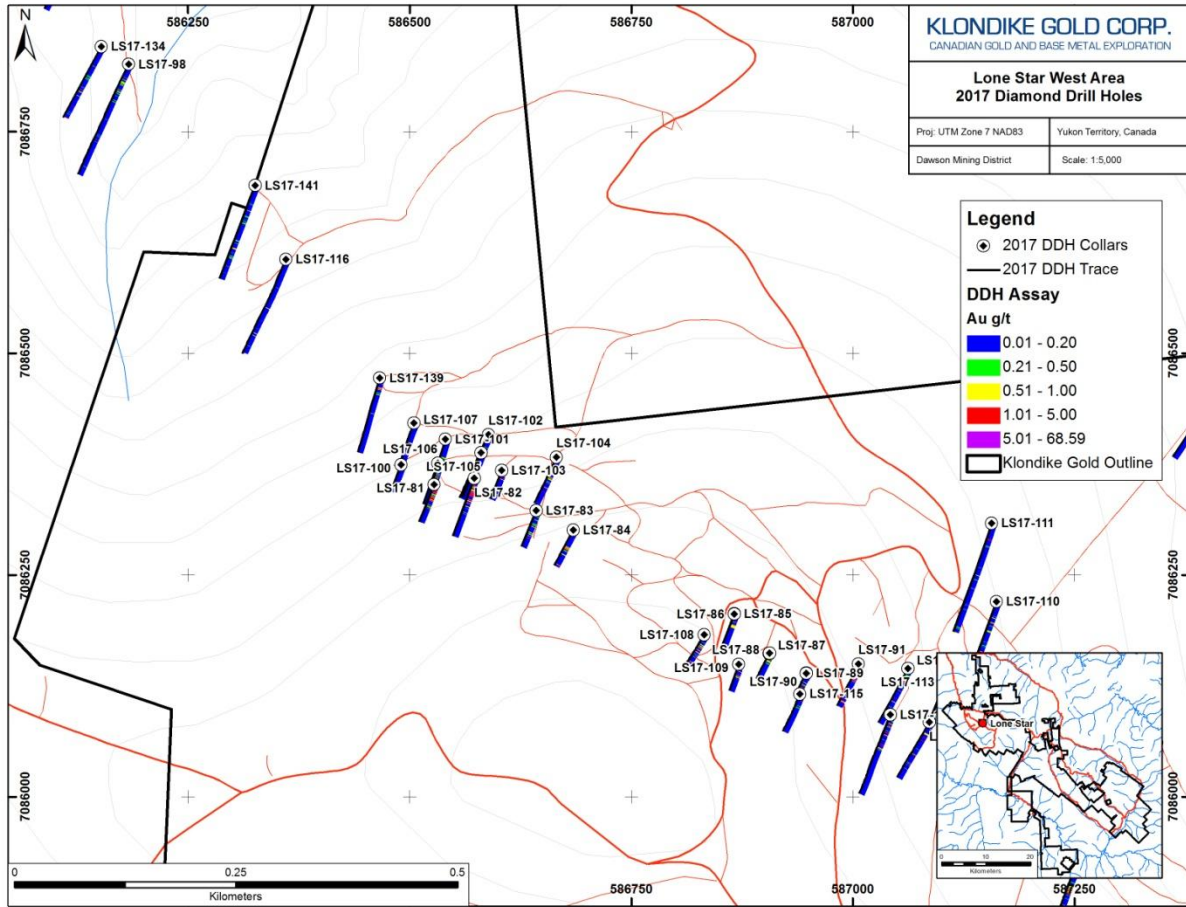 N
586250
586500
586750
587000
KLONDIKE GOLD CORP.
CANADIAN GOLD AND BASE METAL EXPLORATION
Lone Star West Area
2017 Diamond Drill Holes
Proj: UTM Zone 7 NAD83
Yukon Territory, Canada
Dawson Mining District
Scale: 1:5,000
LS17-134
LS17-98
7086750
LS17-141
Legend
2017 DDH Collars
2017 DDH Trace
DDH Assay
Au g/t
0.01 - 0.20
0.21 - 0.50
0.51 - 1.00
1.01 - 5.00
5.01 - 68.59
Klondike Gold Outline
LS17-116
7086500
7086500
LS17-139
LS17-107
LS17-102
LS17-101
LS17-106
LS17-104
LS17-100
LS17-105
LS17-103
LS17-81
LS17-82
LS17-83
LS17-84
LS17-111
7086250
7086250
LS17-110
LS17-86
LS17-85
LS17-108
LS17-88
LS17-87
LS17-91
LS1
LS17-109
LS17-90
LS17-89
LS17-113
LS17-115
LS17-
Lone Star
7086000
7086000
0
0.25
0.5
Kilometers
0
10
20
Kilometers
586750
587000
587250